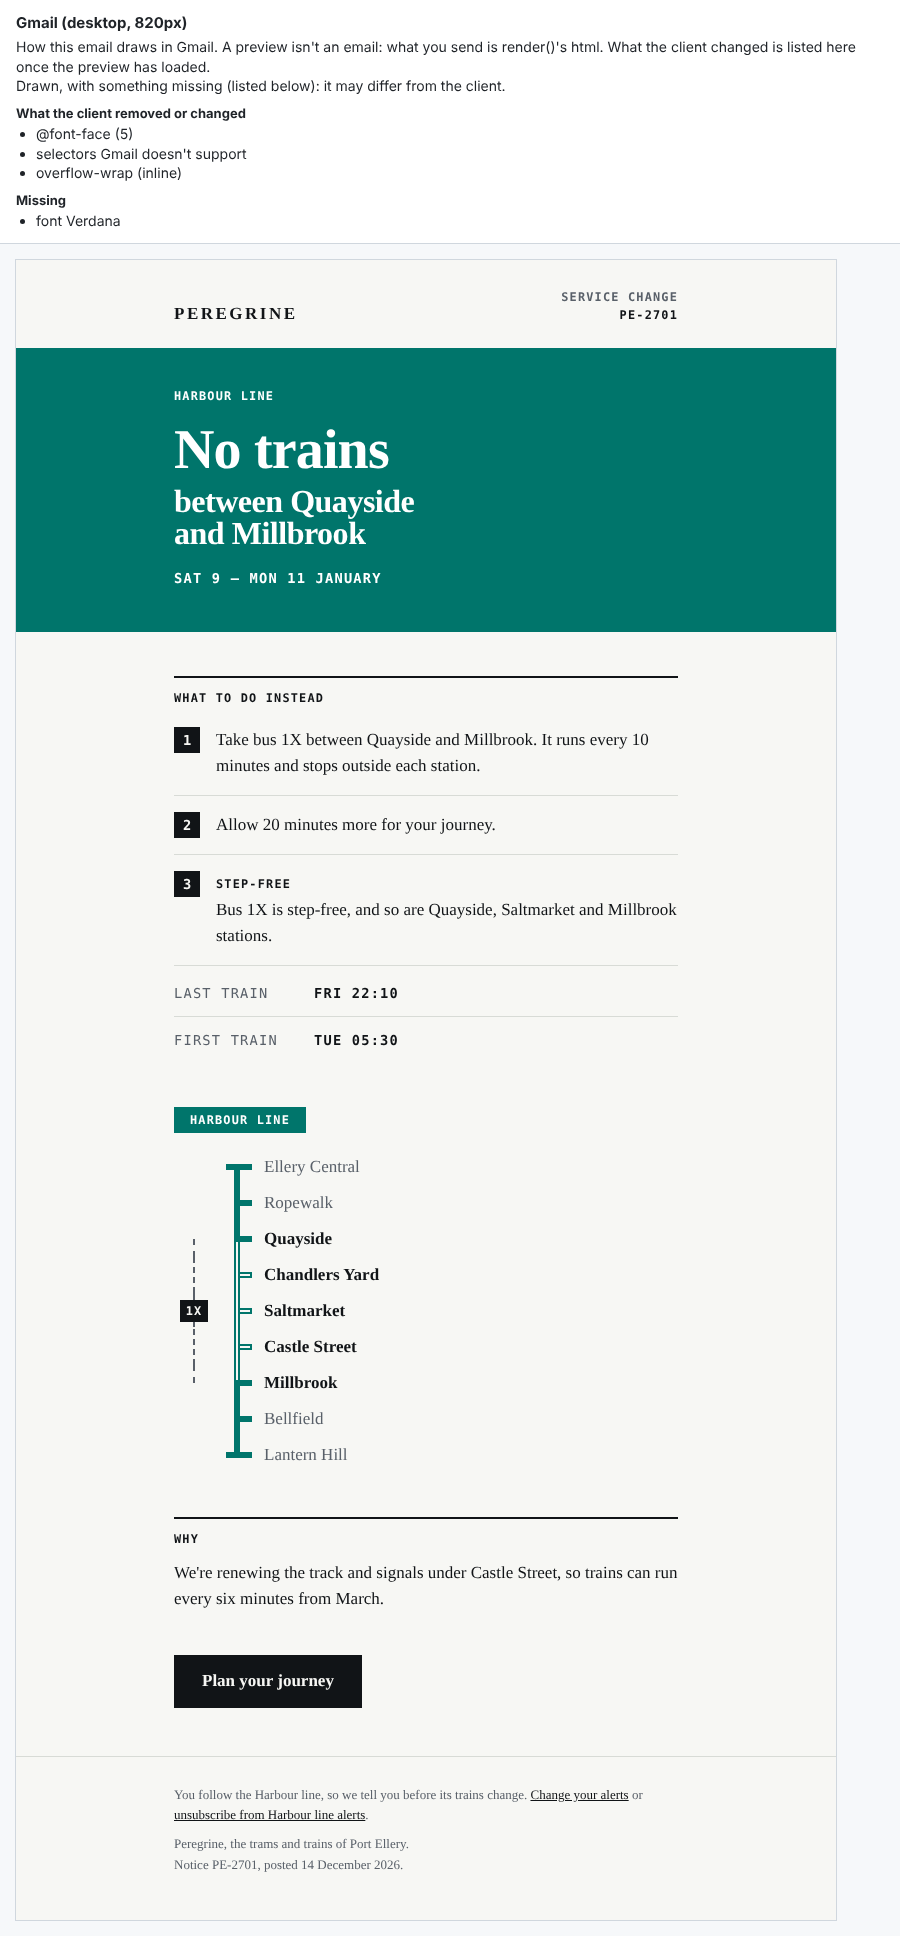 Gmail (desktop, 820px)
How this email draws in Gmail. A preview isn't an email: what you send is render()'s html. What the client changed is listed here
once the preview has loaded.
Drawn, with something missing (listed below): it may differ from the client.
What the client removed or changed
@font-face (5)
selectors Gmail doesn't support
overflow-wrap (inline)
Missing
font Verdana
PEREGRINE
SERVICE CHANGE
PE-2701
HARBOUR LINE
No trains
between Quayside
and Millbrook
SAT 9 – MON 11 JANUARY
WHAT TO DO INSTEAD
1 Take bus 1X between Quayside and Millbrook. It runs every 10
minutes and stops outside each station.
2 Allow 20 minutes more for your journey.
3 STEP-FREE
Bus 1X is step-free, and so are Quayside, Saltmarket and Millbrook
stations.
LAST TRAIN FRI 22:10
FIRST TRAIN TUE 05:30
HARBOUR LINE
Ellery Central
Ropewalk
Quayside
Chandlers Yard
1X Saltmarket
Castle Street
Millbrook
Bellfield
Lantern Hill
WHY
We're renewing the track and signals under Castle Street, so trains can run
every six minutes from March.
Plan your journey
You follow the Harbour line, so we tell you before its trains change. Change your alerts or
unsubscribe from Harbour line alerts.
Peregrine, the trams and trains of Port Ellery.
Notice PE-2701, posted 14 December 2026.